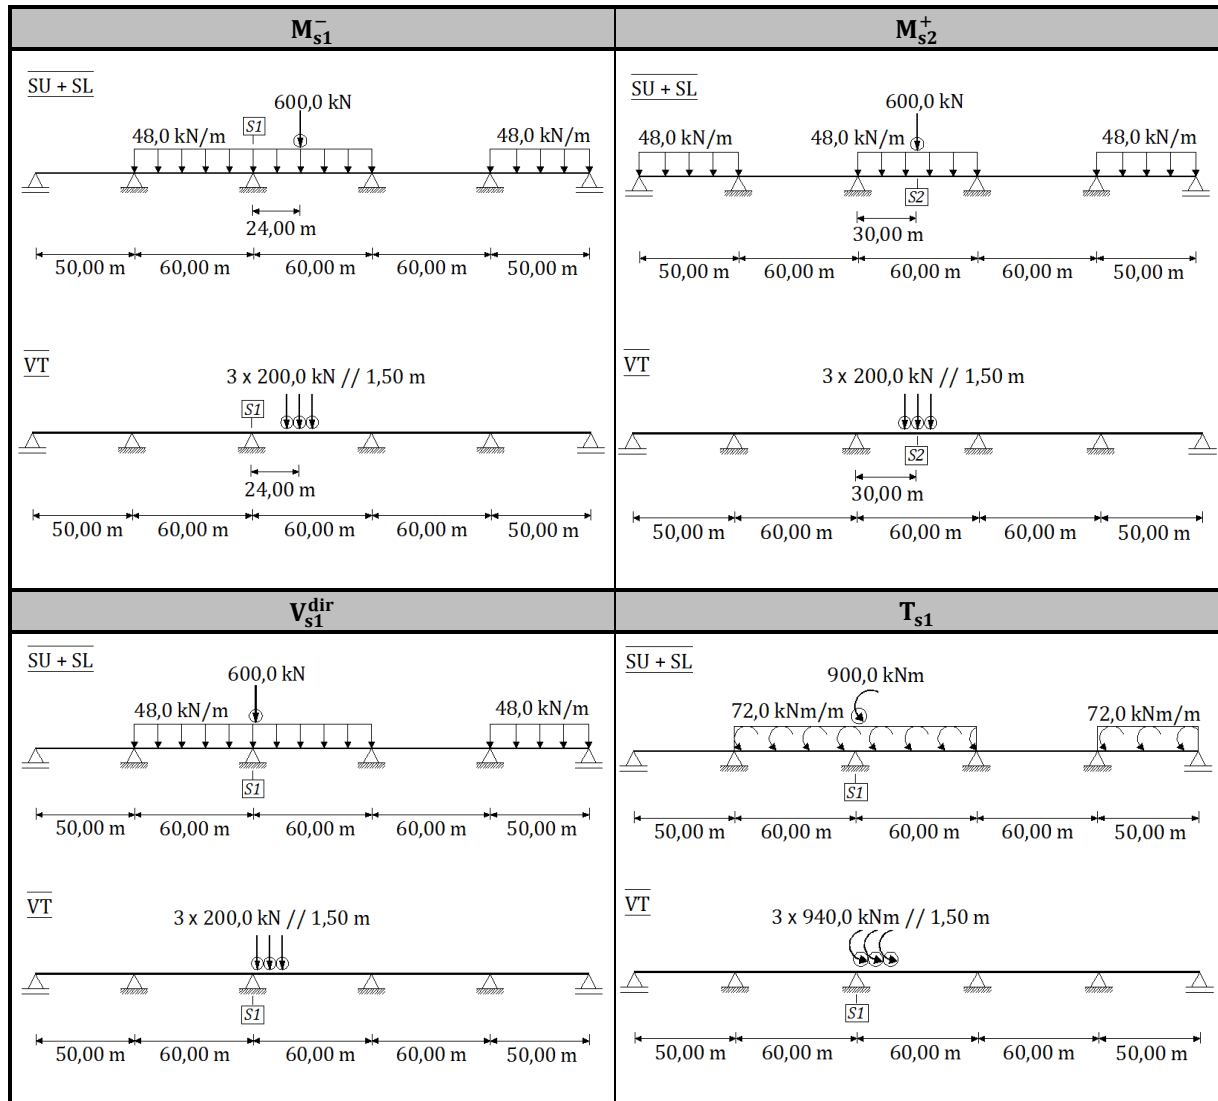 M⁻s1
SU + SL
600,0 kN
S1
48,0 kN/m 48,0 kN/m
24,00 m
50,00 m 60,00 m 60,00 m 60,00 m 50,00 m
VT
3 x 200,0 kN // 1,50 m
S1
24,00 m
50,00 m 60,00 m 60,00 m 60,00 m 50,00 m
M⁺s2
SU + SL
600,0 kN
48,0 kN/m 48,0 kN/m 48,0 kN/m
S2
30,00 m
50,00 m 60,00 m 60,00 m 60,00 m 50,00 m
VT
3 x 200,0 kN // 1,50 m
S2
30,00 m
50,00 m 60,00 m 60,00 m 60,00 m 50,00 m
V^dir s1
SU + SL
600,0 kN
48,0 kN/m 48,0 kN/m
S1
50,00 m 60,00 m 60,00 m 60,00 m 50,00 m
VT
3 x 200,0 kN // 1,50 m
S1
50,00 m 60,00 m 60,00 m 60,00 m 50,00 m
Ts1
SU + SL
900,0 kNm
72,0 kNm/m 72,0 kNm/m
S1
50,00 m 60,00 m 60,00 m 60,00 m 50,00 m
VT
3 x 940,0 kNm // 1,50 m
S1
50,00 m 60,00 m 60,00 m 60,00 m 50,00 m